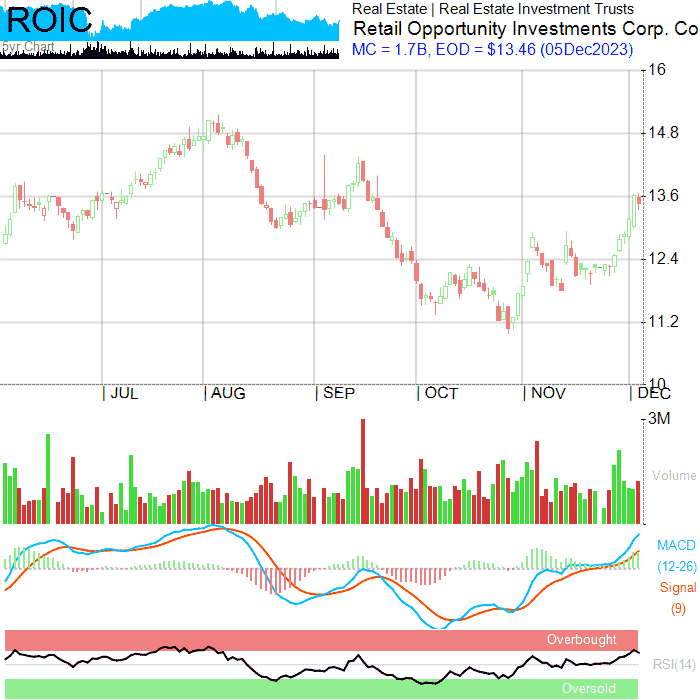 ROIC
5yr Chart
Real Estate | Real Estate Investment Trusts
Retail Opportunity Investments Corp. Co
MC = 1.7B, EOD = $13.46 (05Dec2023)
16
14.8
13.6
12.4
11.2
10
| JUL | AUG | SEP | OCT | NOV | DEC
3M
Volume
MACD
(12-26)
Signal
(9)
Overbought
RSI(14)
Oversold